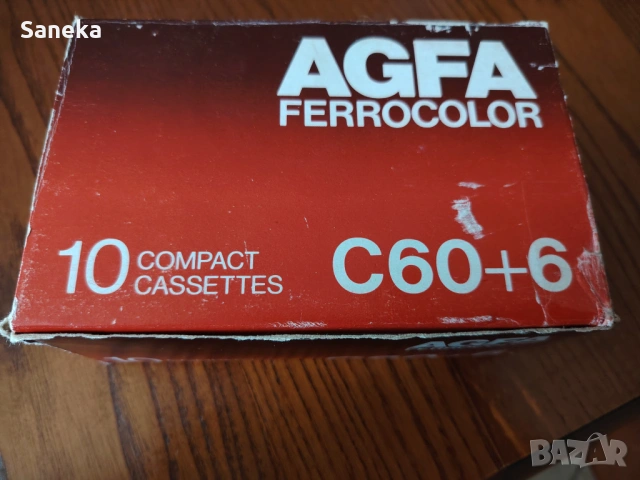 Saneka
AGFA
FERROCOLOR
10 COMPACT CASSETTES
C60+6
AGFA
BAZAR